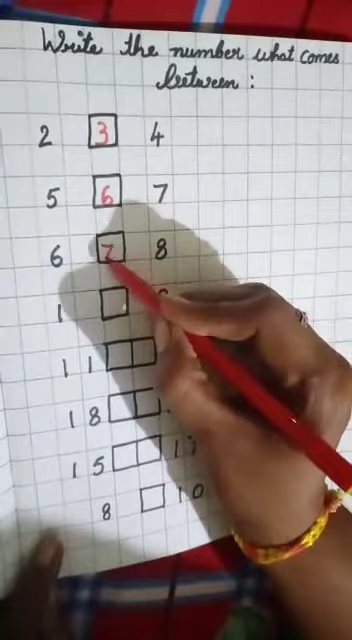 Write the number what comes
between :
2 3 4
5 6 7
6 7 8
1
11
18
15 17
8 10